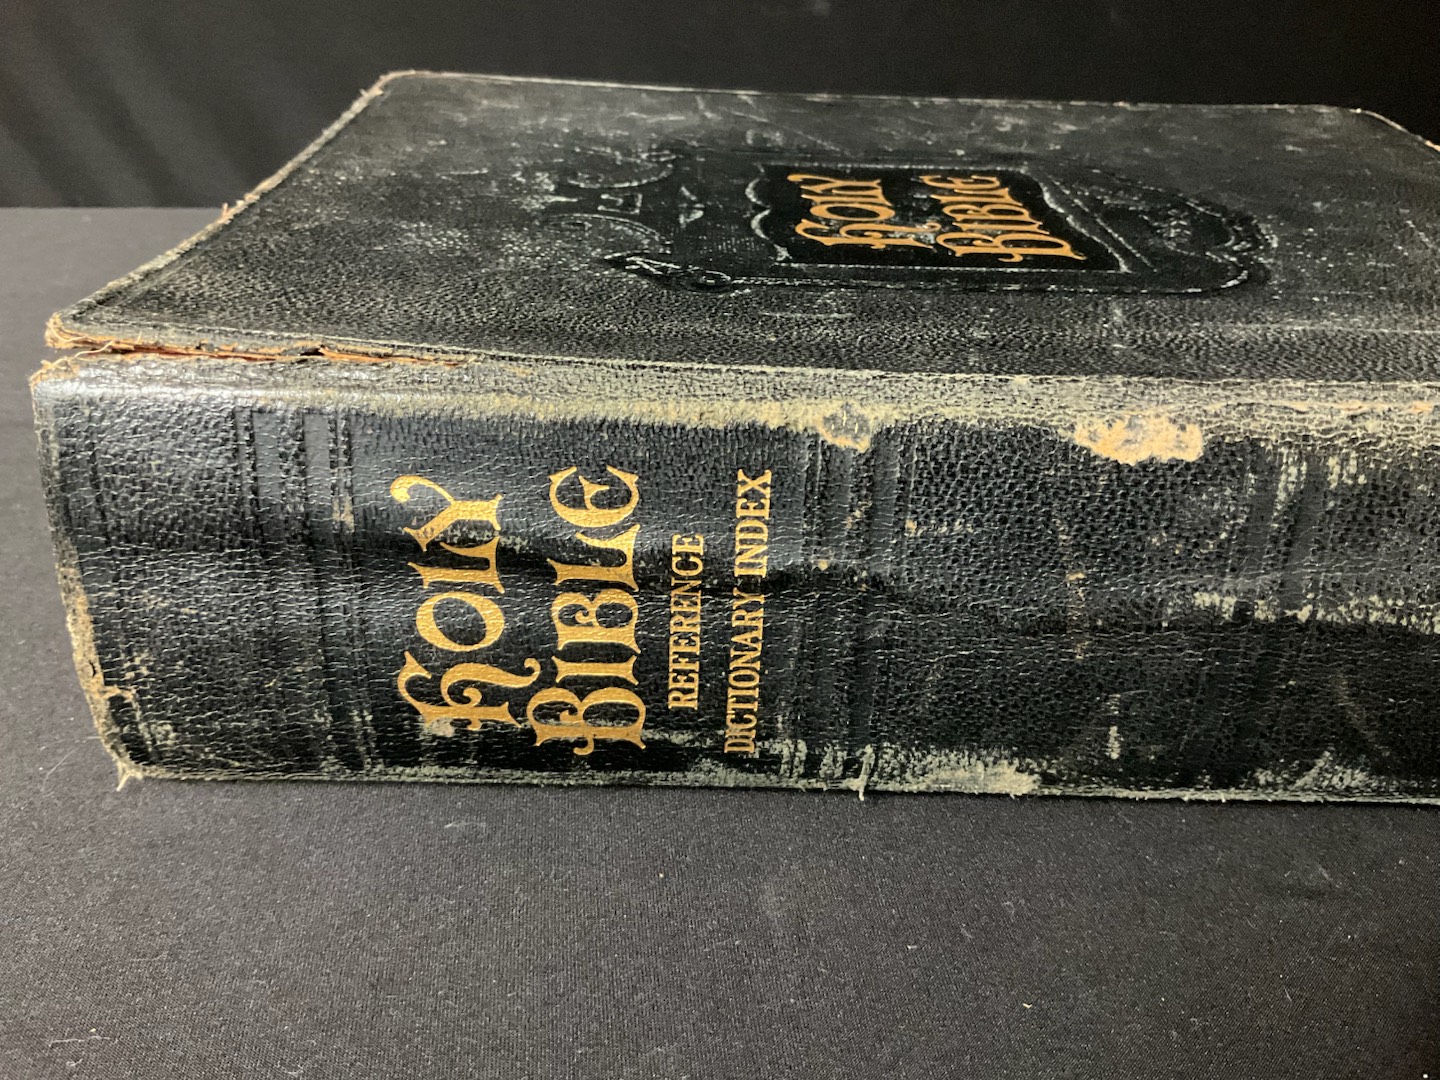 HOLY
BIBLE
HOLY
BIBLE
REFERENCE
DICTIONARY INDEX